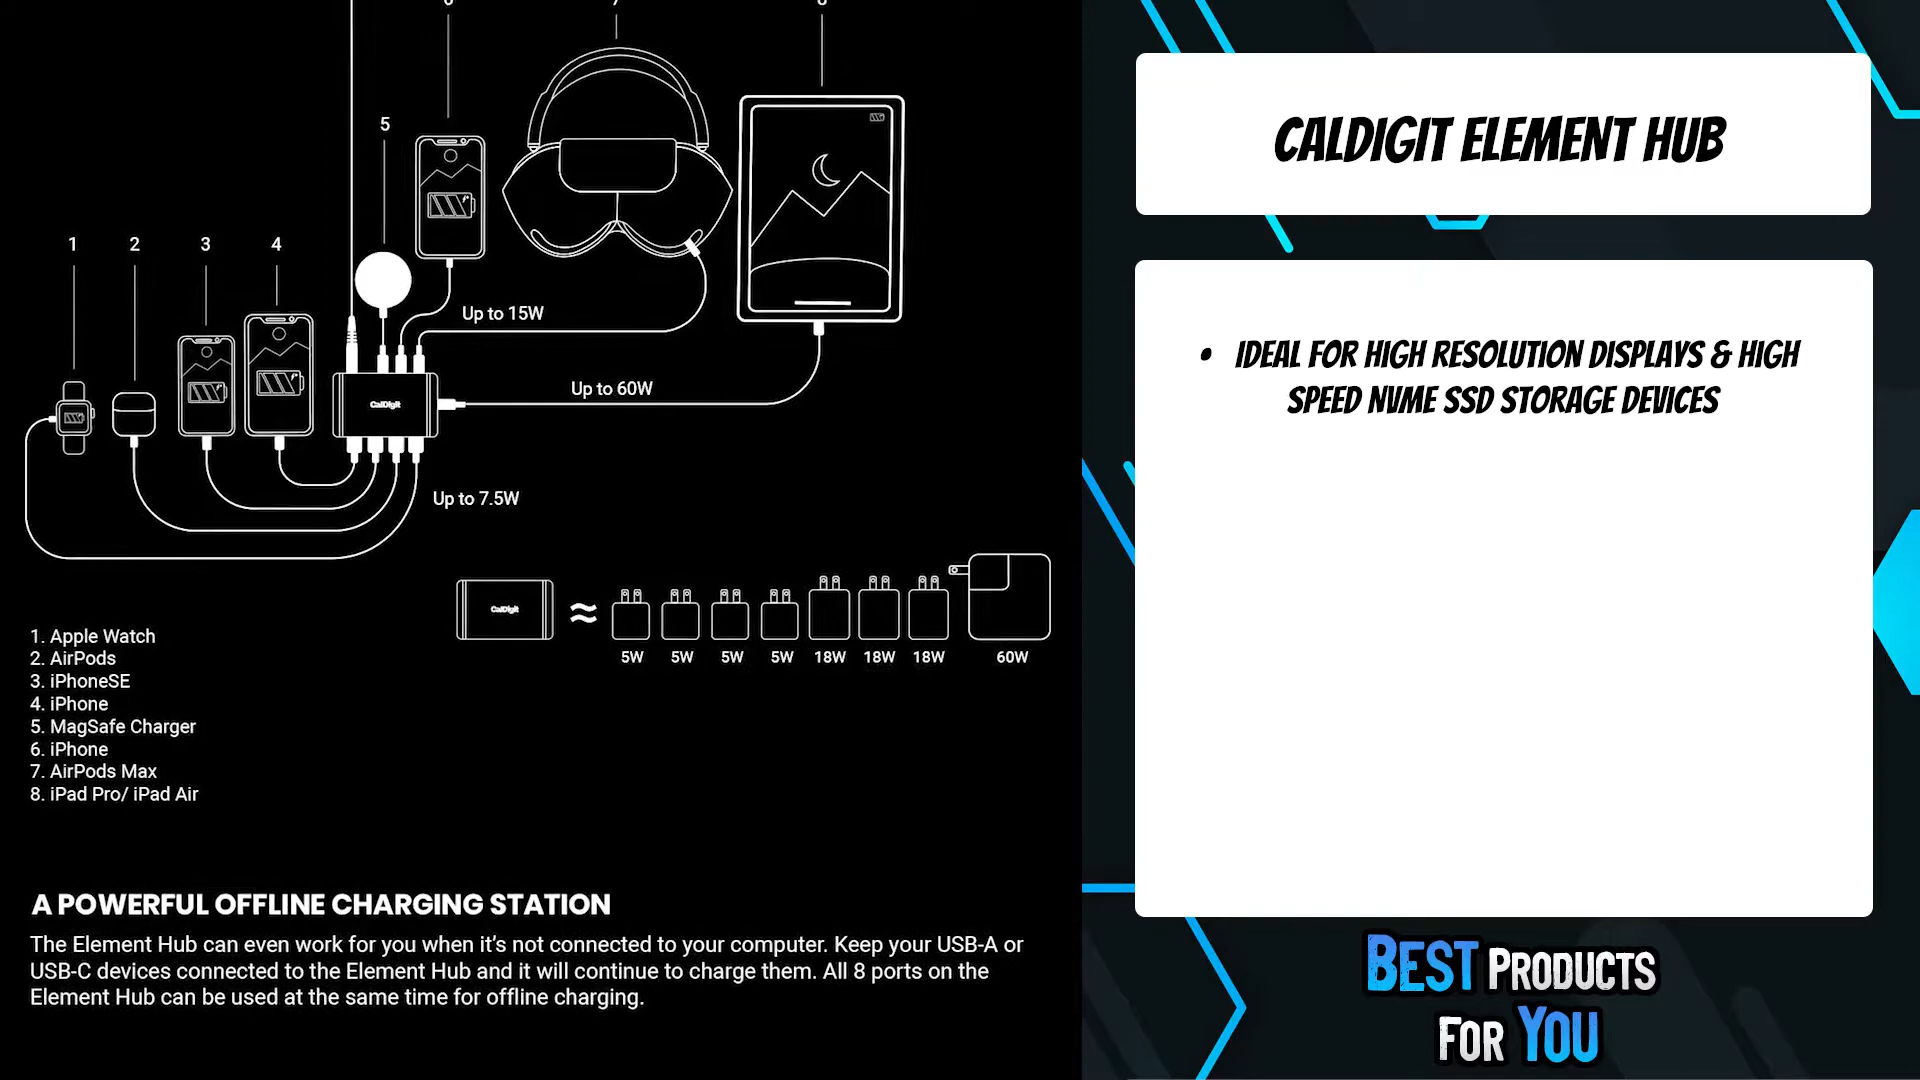 6
7
8
5
1
2
3
4
Up to 15W
Up to 60W
CalDigit
Up to 7.5W
CalDigit
≈
5W
5W
5W
5W
18W
18W
18W
60W
1. Apple Watch
2. AirPods
3. iPhoneSE
4. iPhone
5. MagSafe Charger
6. iPhone
7. AirPods Max
8. iPad Pro/ iPad Air
A POWERFUL OFFLINE CHARGING STATION
The Element Hub can even work for you when it's not connected to your computer. Keep your USB-A or
USB-C devices connected to the Element Hub and it will continue to charge them. All 8 ports on the
Element Hub can be used at the same time for offline charging.
CALDIGIT ELEMENT HUB
• IDEAL FOR HIGH RESOLUTION DISPLAYS & HIGH
SPEED NVME SSD STORAGE DEVICES
BEST PRODUCTS
FOR YOU